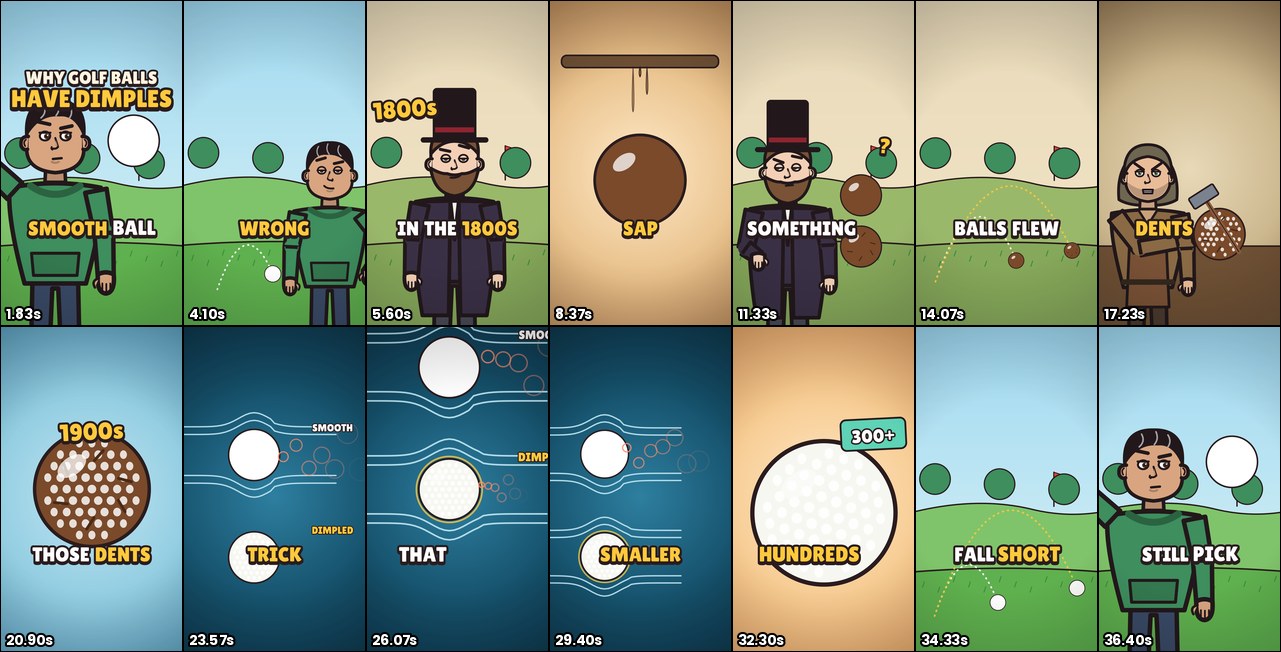 WHY GOLF BALLS
HAVE DIMPLES
SMOOTH BALL
1.83s
WRONG
4.10s
1800s
IN THE 1800S
5.60s
SAP
8.37s
?
SOMETHING
11.33s
BALLS FLEW
14.07s
DENTS
17.23s
1900s
THOSE DENTS
20.90s
SMOOTH
DIMPLED
TRICK
23.57s
SMOO
DIMP
THAT
26.07s
SMALLER
29.40s
300+
HUNDREDS
32.30s
FALL SHORT
34.33s
STILL PICK
36.40s